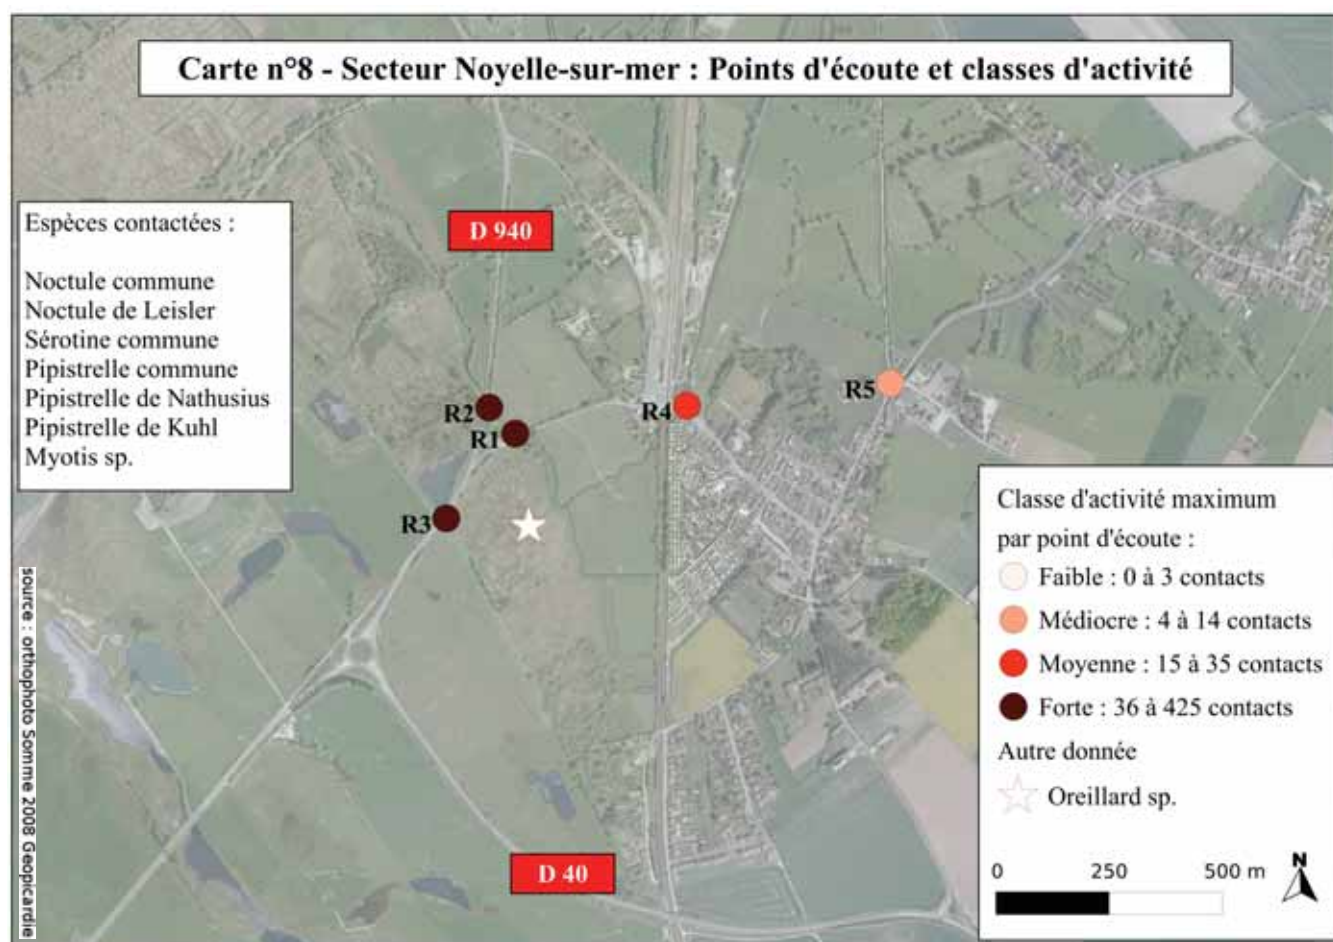 Carte n°8 - Secteur Noyelle-sur-mer : Points d'écoute et classes d'activité
Espèces contactées :
Noctule commune
Noctule de Leisler
Sérotine commune
Pipistrelle commune
Pipistrelle de Nathusius
Pipistrelle de Kuhl
Myotis sp.
D 940
R2
R1
R3
R4
R5
D 40
Classe d'activité maximum
par point d'écoute :
Faible : 0 à 3 contacts
Médiocre : 4 à 14 contacts
Moyenne : 15 à 35 contacts
Forte : 36 à 425 contacts
Autre donnée
Oreillard sp.
0 250 500 m
N
source : orthophoto Somme 2008 Geopicardie